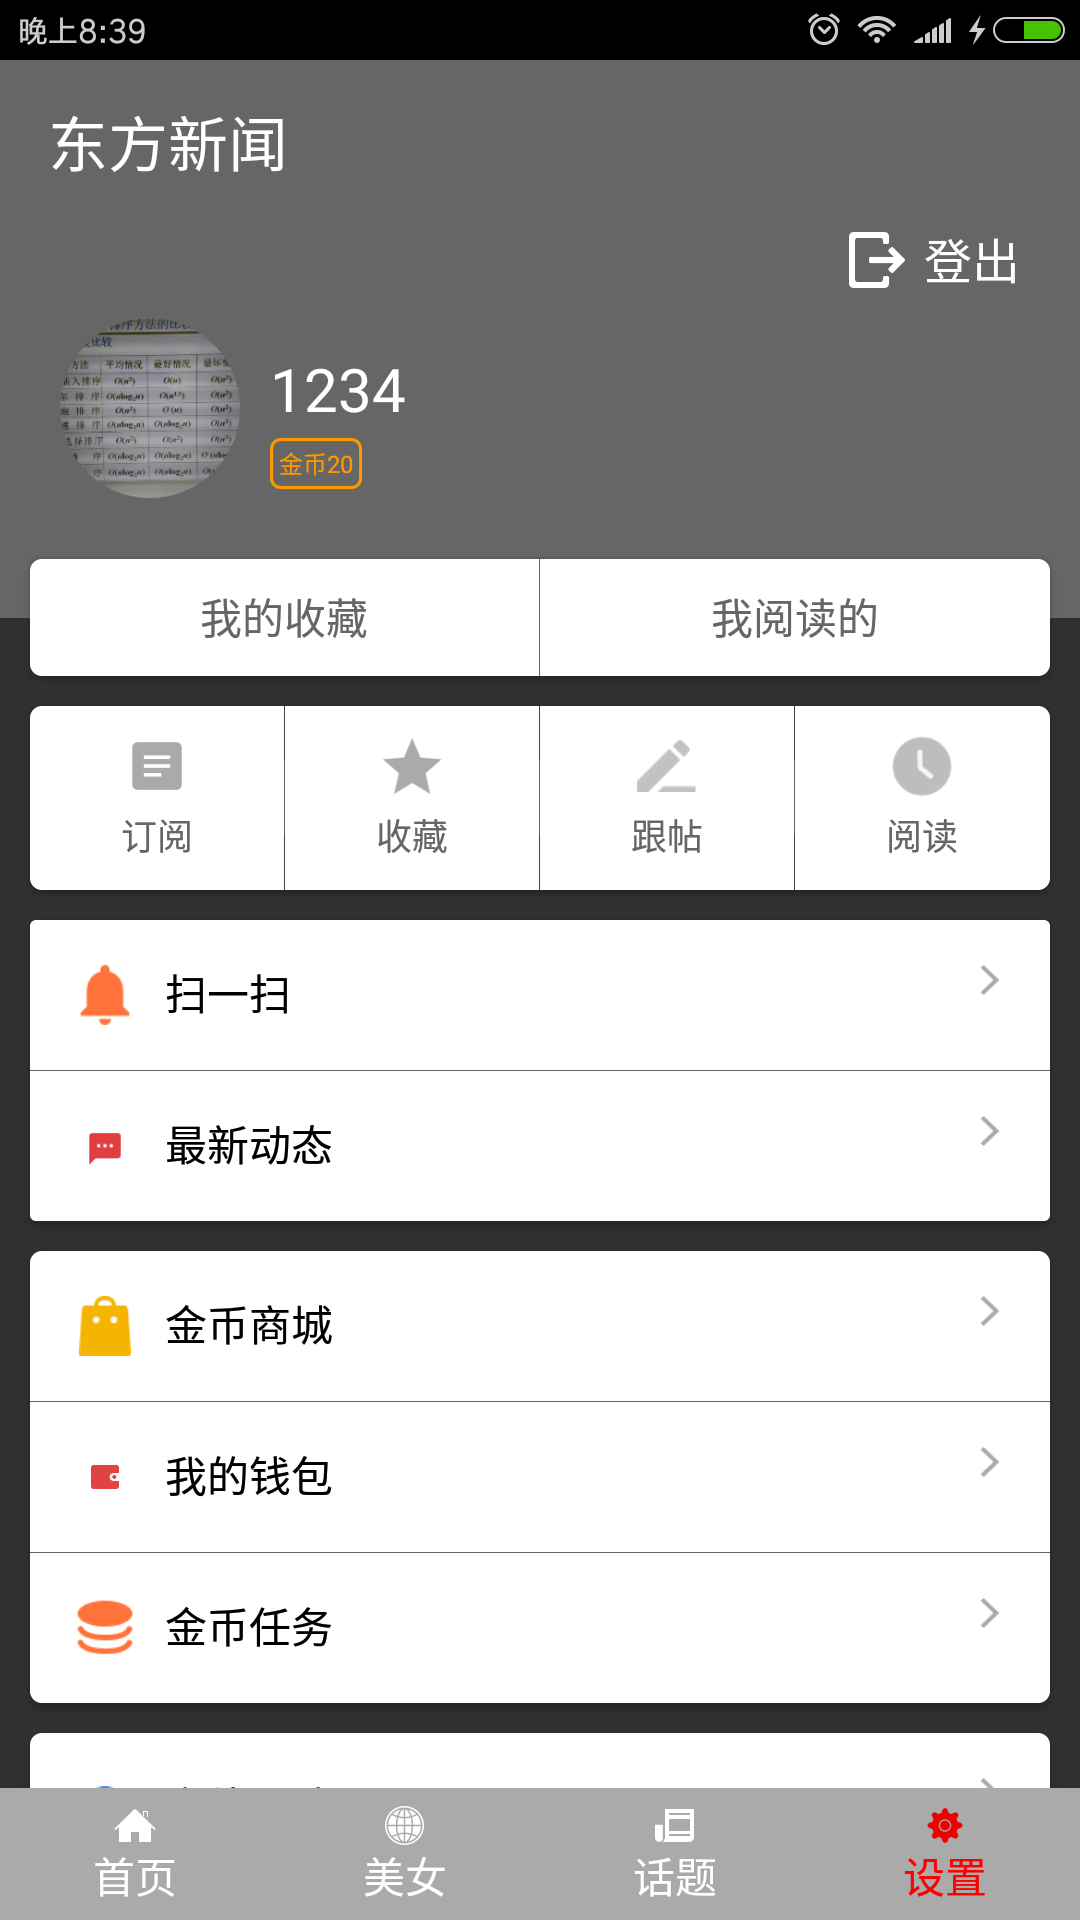 晚上8:39
东方新闻
登出
1234
金币20
我的收藏
我阅读的
订阅
收藏
跟帖
阅读
扫一扫
最新动态
金币商城
我的钱包
金币任务
首页
美女
话题
设置